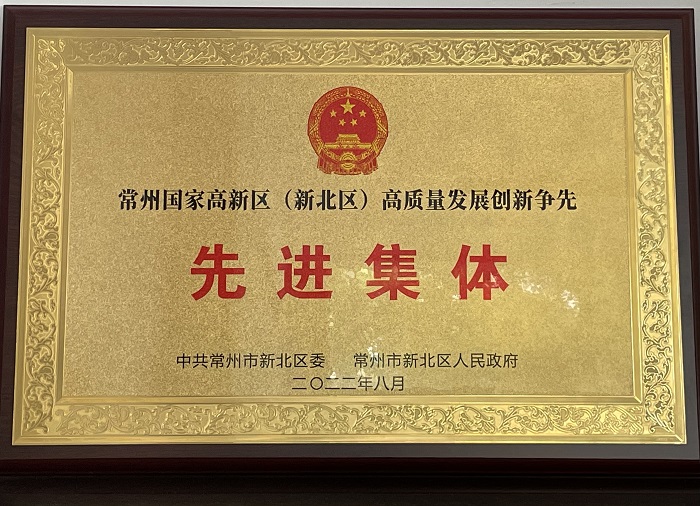 常州国家高新区（新北区）高质量发展创新争先
先进集体
中共常州市新北区委 常州市新北区人民政府
二〇二二年八月